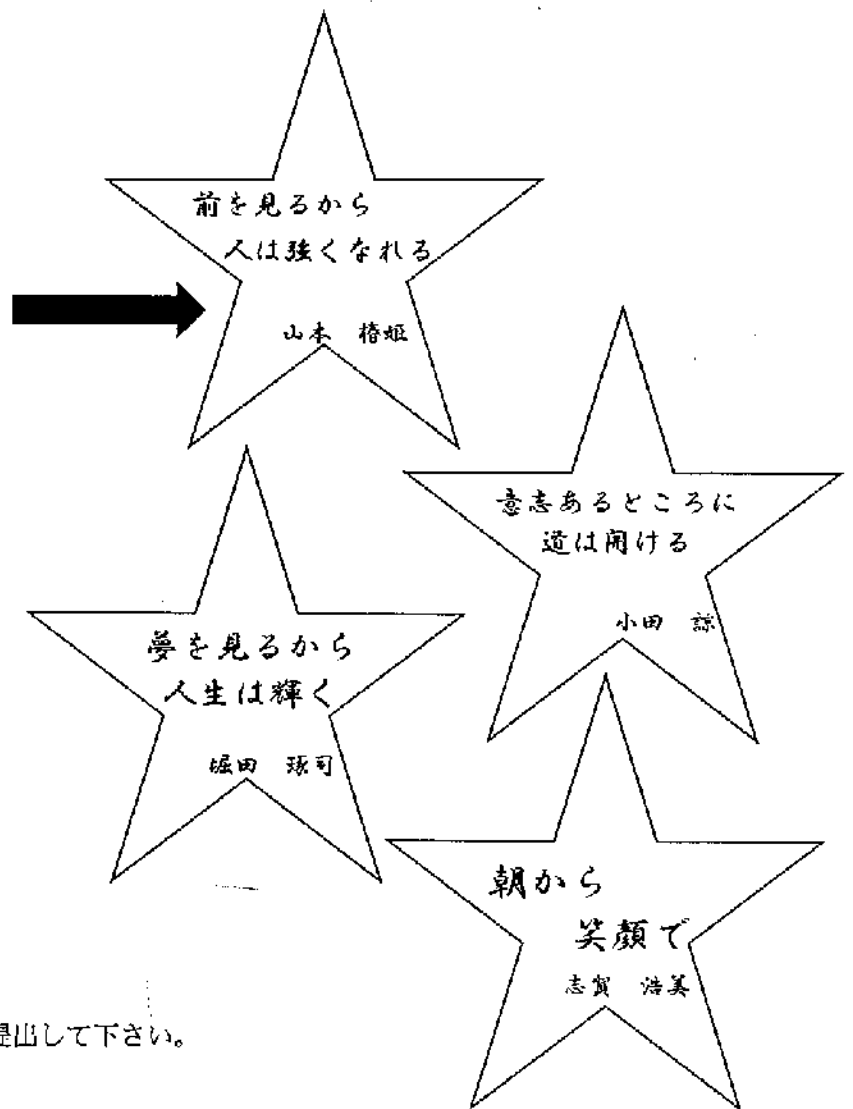 前を見るから
人は強くなれる
山本 椿姫
意志あるところに
道は開ける
小田 諒
夢を見るから
人生は輝く
堀田 琢司
朝から
笑顔で
志賀 浩美
提出して下さい。